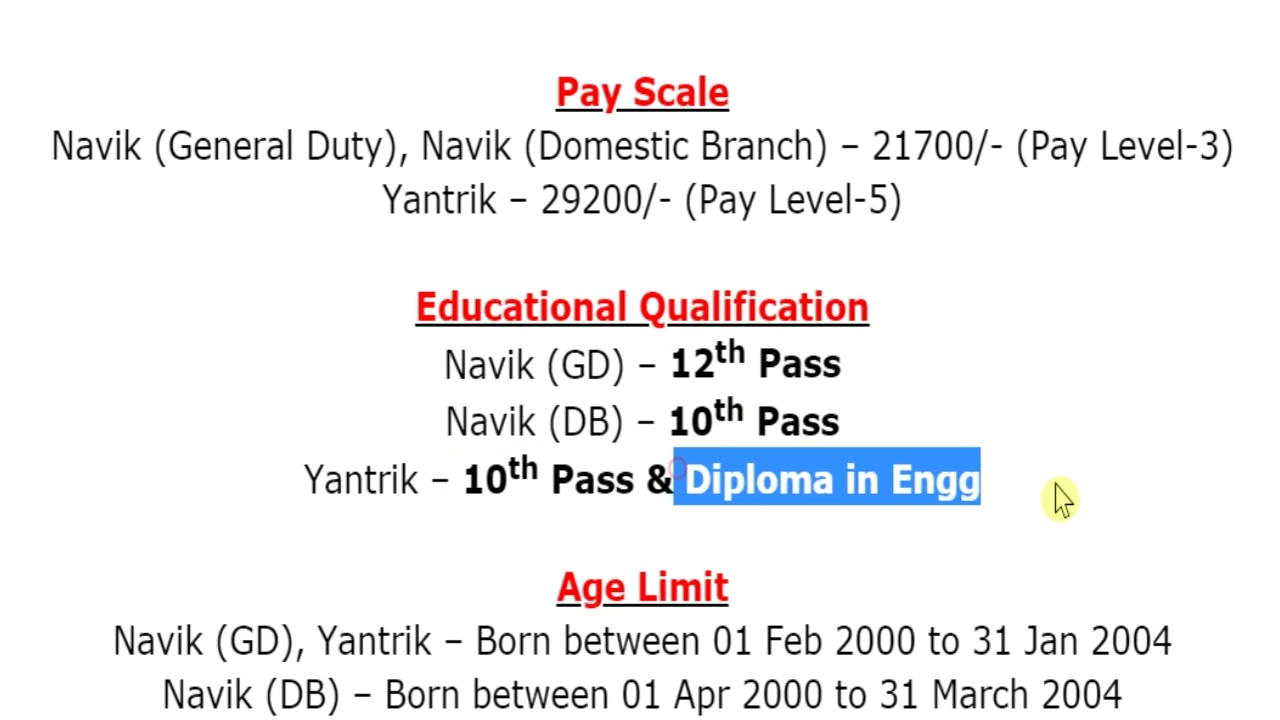 Pay Scale
Navik (General Duty), Navik (Domestic Branch) – 21700/- (Pay Level-3)
Yantrik – 29200/- (Pay Level-5)
Educational Qualification
Navik (GD) – 12th Pass
Navik (DB) – 10th Pass
Yantrik – 10th Pass & Diploma in Engg
Age Limit
Navik (GD), Yantrik – Born between 01 Feb 2000 to 31 Jan 2004
Navik (DB) – Born between 01 Apr 2000 to 31 March 2004